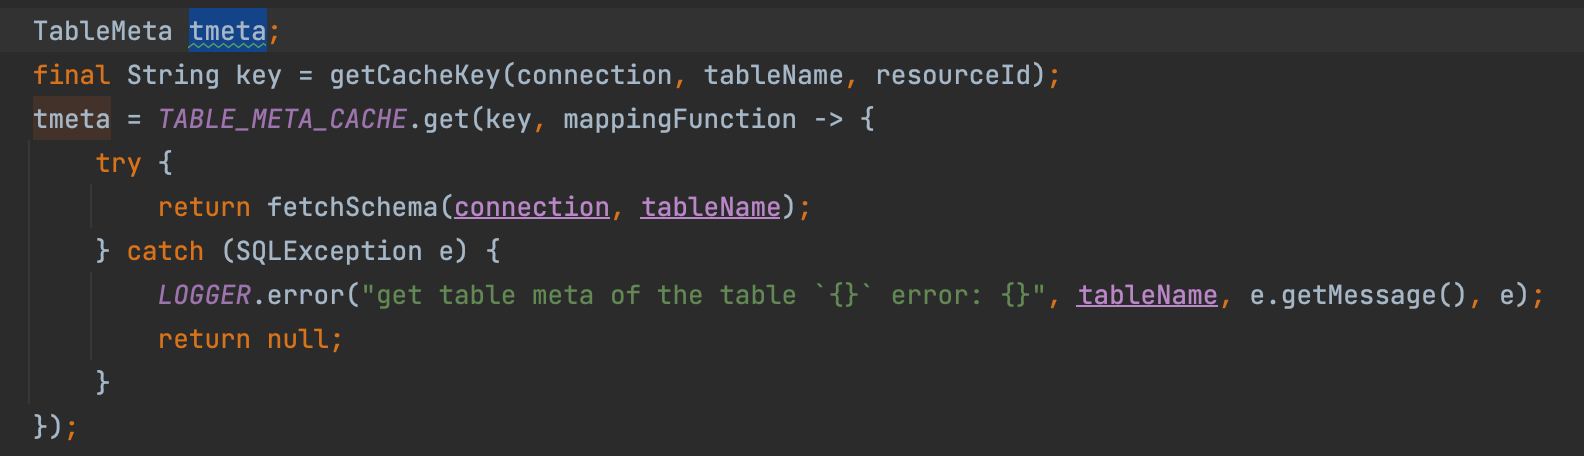 TableMeta tmeta;
final String key = getCacheKey(connection, tableName, resourceId);
tmeta = TABLE_META_CACHE.get(key, mappingFunction -> {
try {
return fetchSchema(connection, tableName);
} catch (SQLException e) {
LOGGER.error("get table meta of the table `{}` error: {}", tableName, e.getMessage(), e);
return null;
}
});